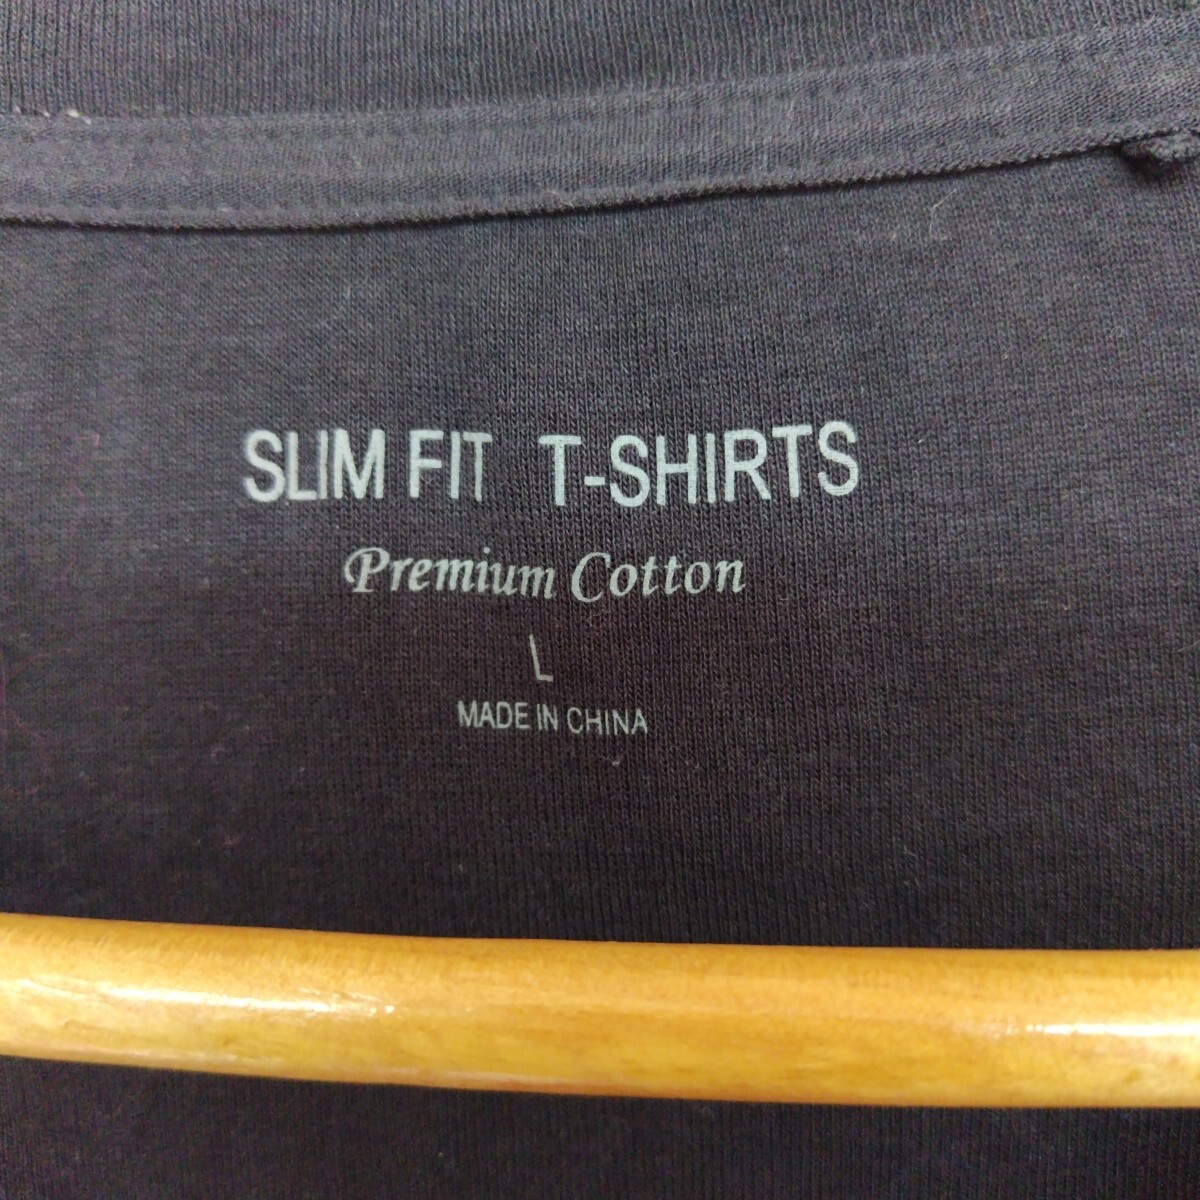 SLIM FIT T-SHIRTS
Premium Cotton
L
MADE IN CHINA